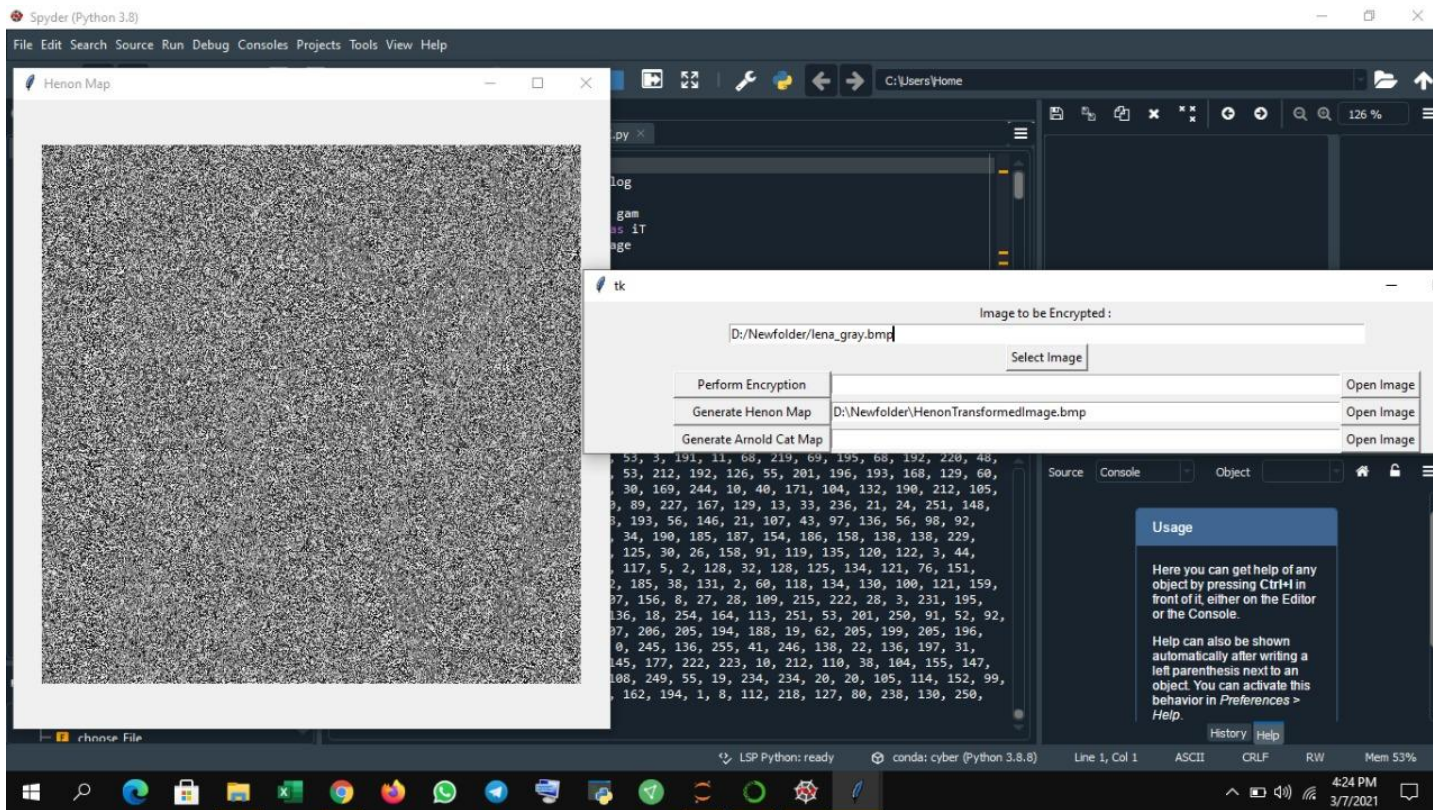 Spyder (Python 3.8)
File Edit Search Source Run Debug Consoles Projects Tools View Help
Henon Map
C:\Users\Home
.py
126 %
log
gam
as iT
age
tk
Image to be Encrypted :
D:/Newfolder/lena_gray.bmp
Select Image
Perform Encryption
Open Image
Generate Henon Map
D:\Newfolder\HenonTransformedImage.bmp
Open Image
Generate Arnold Cat Map
Open Image
, 53, 3, 191, 11, 68, 219, 69, 195, 68, 192, 220, 48,
, 53, 212, 192, 126, 55, 201, 196, 193, 168, 129, 60,
, 30, 169, 244, 10, 40, 171, 104, 132, 190, 212, 105,
, 89, 227, 167, 129, 13, 33, 236, 21, 24, 251, 148,
, 193, 56, 146, 21, 107, 43, 97, 136, 56, 98, 92,
, 34, 190, 185, 187, 154, 186, 158, 138, 138, 229,
, 125, 30, 26, 158, 91, 119, 135, 120, 122, 3, 44,
, 117, 5, 2, 128, 32, 128, 125, 134, 121, 76, 151,
, 185, 38, 131, 2, 60, 118, 134, 130, 100, 121, 159,
, 156, 8, 27, 28, 109, 215, 222, 28, 3, 231, 195,
136, 18, 254, 164, 113, 251, 53, 201, 250, 91, 52, 92,
, 206, 205, 194, 188, 19, 62, 205, 199, 205, 196,
0, 245, 136, 255, 41, 246, 138, 22, 136, 197, 31,
145, 177, 222, 223, 10, 212, 110, 38, 104, 155, 147,
108, 249, 55, 19, 234, 234, 20, 20, 105, 114, 152, 99,
, 162, 194, 1, 8, 112, 218, 127, 80, 238, 130, 250,
Source Console Object
Usage
Here you can get help of any
object by pressing Ctrl+I in
front of it, either on the Editor
or the Console.
Help can also be shown
automatically after writing a
left parenthesis next to an
object. You can activate this
behavior in Preferences >
Help.
History Help
choose File
LSP Python: ready conda: cyber (Python 3.8.8) Line 1, Col 1 ASCII CRLF RW Mem 53%
4:24 PM
3/7/2021